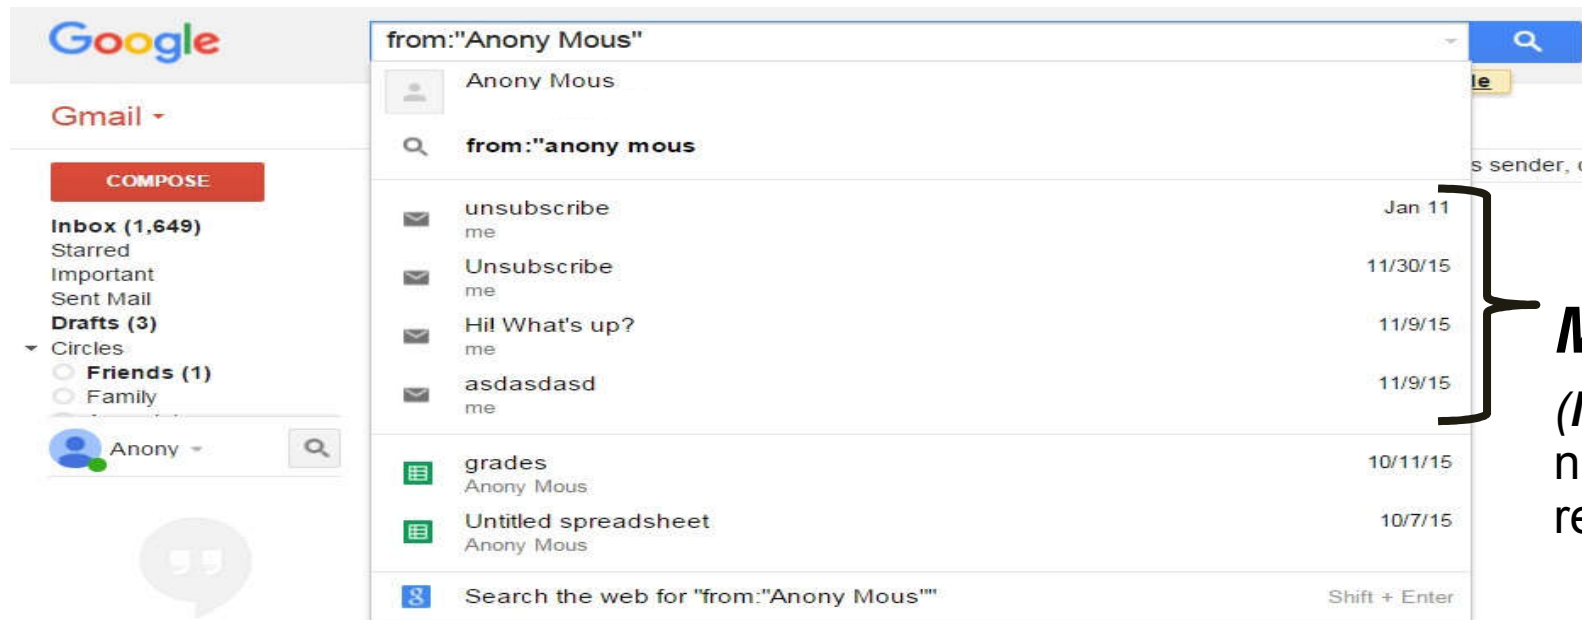 Google
from:"Anony Mous"
Anony Mous
le
Gmail
from:"anony mous
s sender,
COMPOSE
unsubscribe Jan 11
me
Inbox (1,649)
Starred
Important
Sent Mail
Drafts (3)
Circles
Friends (1)
Family
Unsubscribe 11/30/15
me
Hi! What's up? 11/9/15
me
asdasdasd 11/9/15
me
Anony
grades 10/11/15
Anony Mous
Untitled spreadsheet 10/7/15
Anony Mous
Search the web for "from:"Anony Mous"" Shift + Enter
n
re